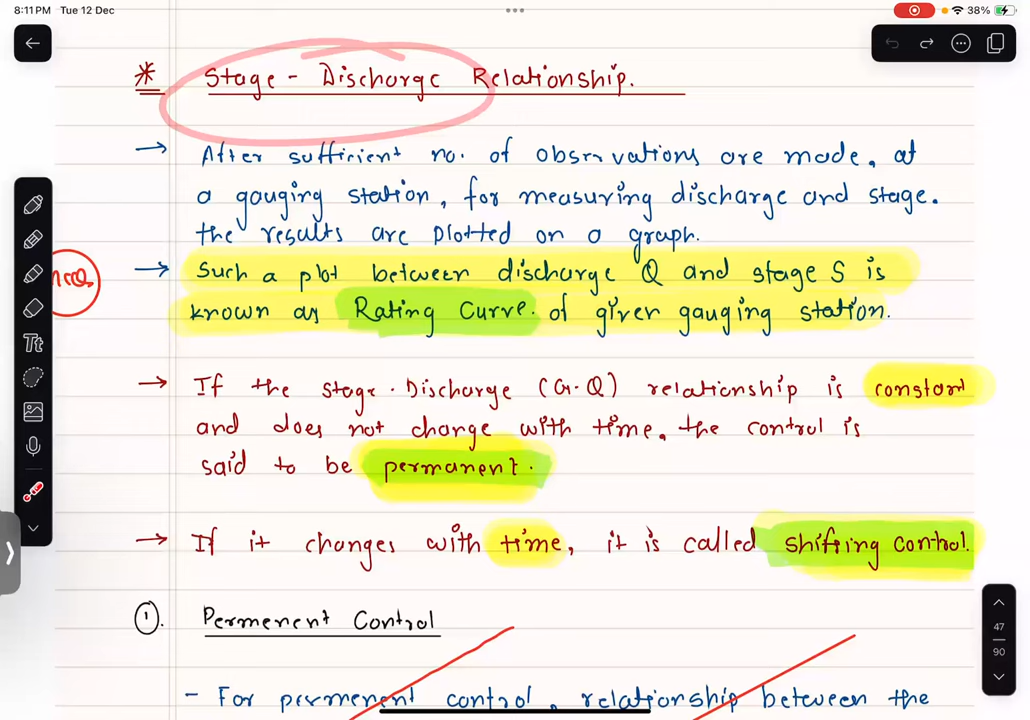 8:11PM Tue 12 Dec
38%
* Stage - Discharge Relationship.
→ After sufficient no. of observations are made, at
a gauging station, for measuring discharge and stage.
the results are plotted on a graph.
MCQ
→ Such a plot between discharge Q and stage S is
known as Rating Curve. of given gauging station.
→ If the stage - Discharge (G-Q) relationship is constant
and does not change with time, the control is
said to be permanent.
→ If it changes with time, it is called shifting control.
① Permenent Control
- For permenent control, relationship between the
Tt
47
90